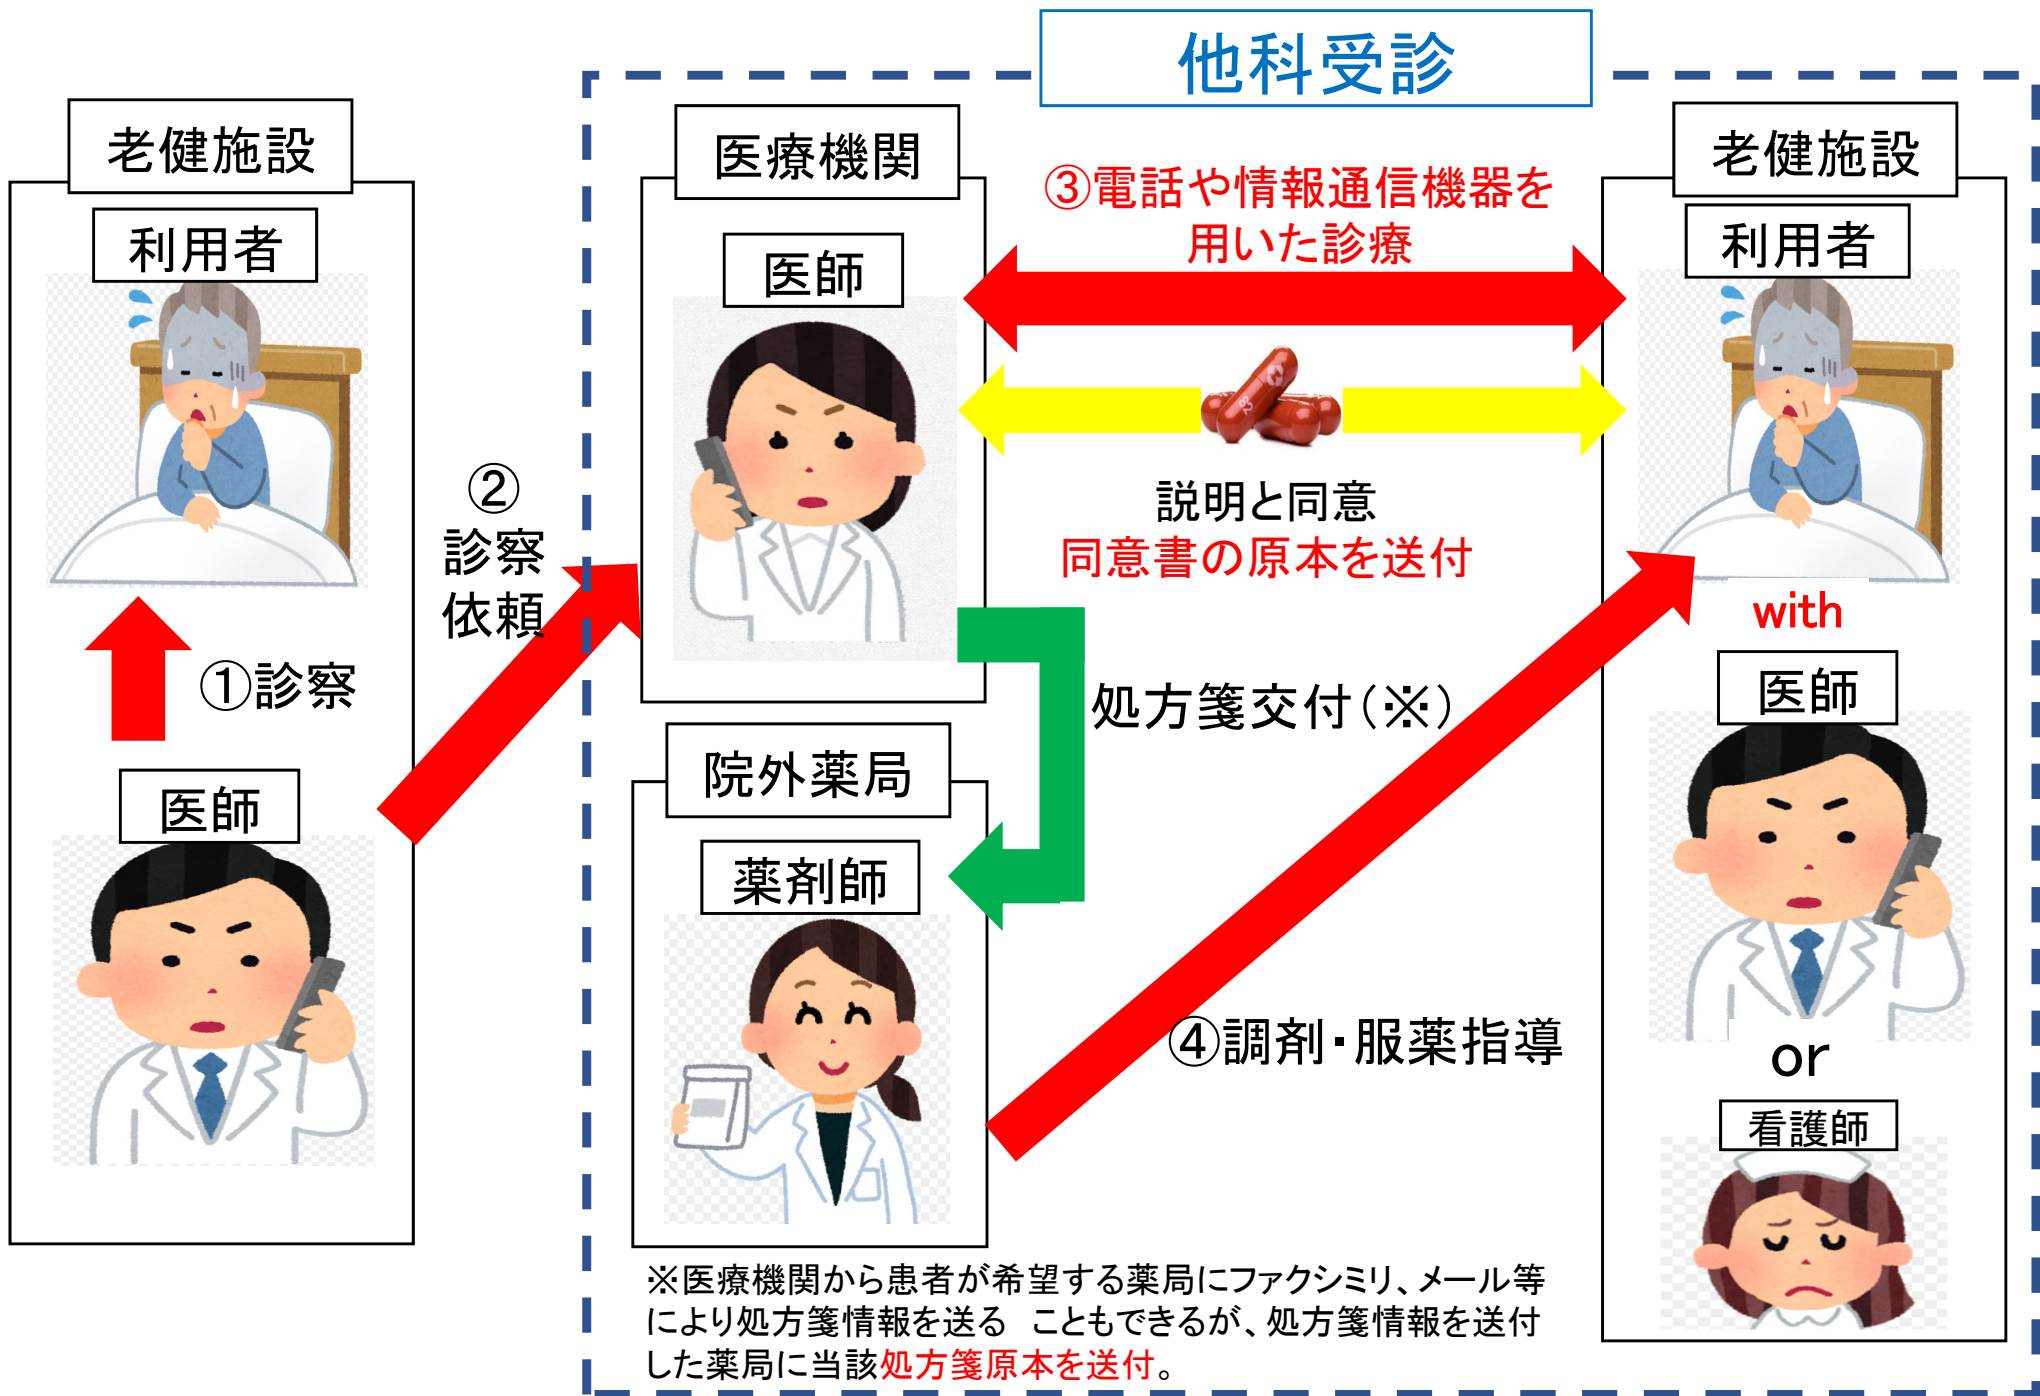 他科受診
老健施設
利用者
①診察
医師
②
診察
依頼
医療機関
医師
③電話や情報通信機器を
用いた診療
82
説明と同意
同意書の原本を送付
処方箋交付(※)
院外薬局
薬剤師
④調剤・服薬指導
老健施設
利用者
with
医師
or
看護師
※医療機関から患者が希望する薬局にファクシミリ、メール等
により処方箋情報を送る　こともできるが、処方箋情報を送付
した薬局に当該処方箋原本を送付。